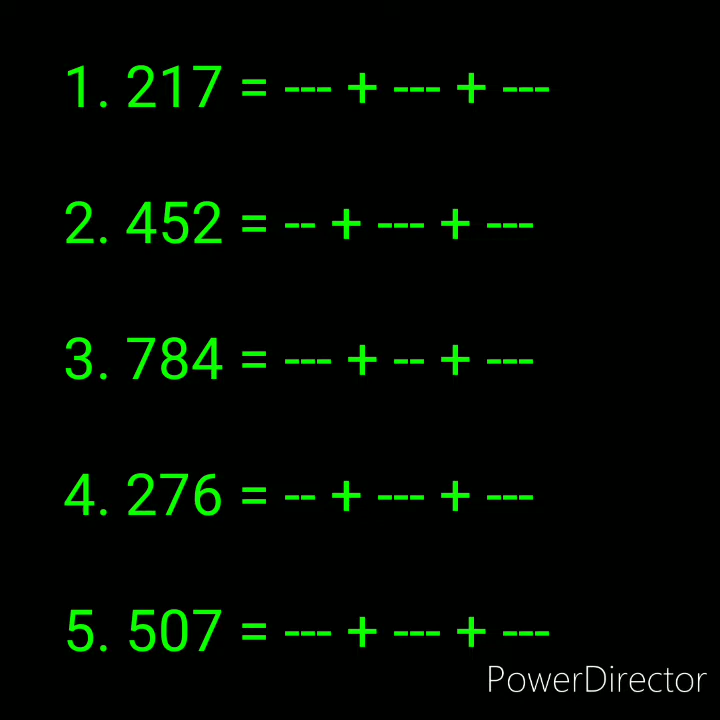 1. 217 = --- + --- + ---
2. 452 = -- + --- + ---
3. 784 = --- + -- + ---
4. 276 = -- + --- + ---
5. 507 = --- + --- + ---
PowerDirector